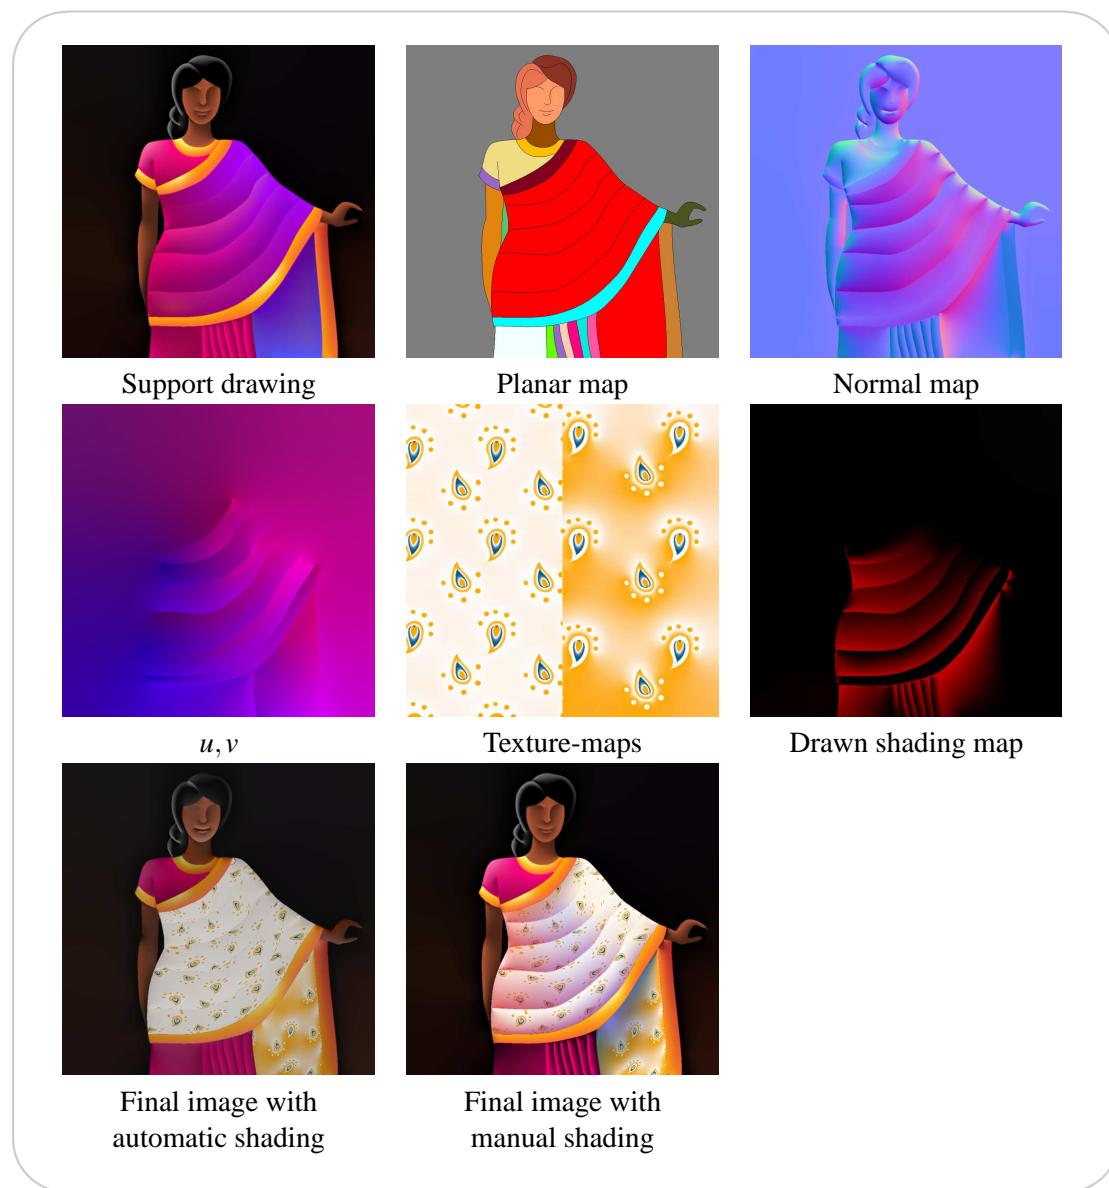 Support drawing
Planar map
Normal map
u, v
Texture-maps
Drawn shading map
Final image with
automatic shading
Final image with
manual shading